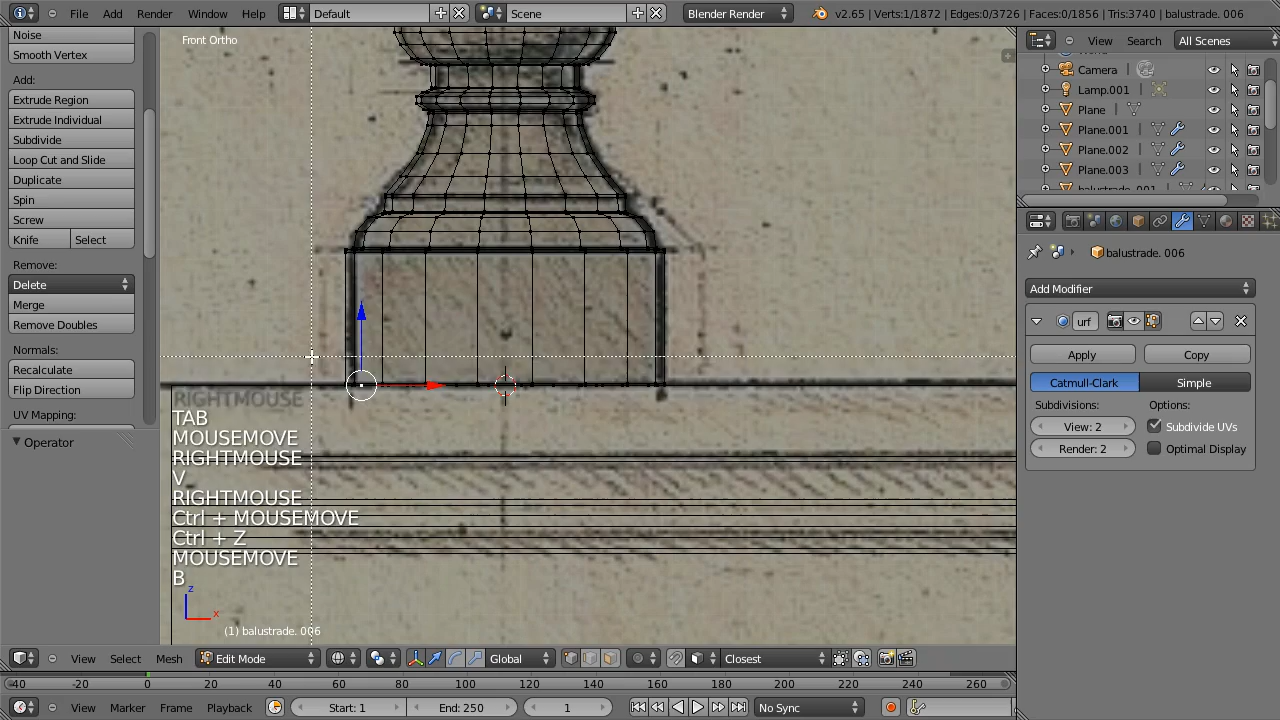 File Add Render Window Help Default Scene Blender Render v2.65 | Verts:1/1872 | Edges:0/3726 | Faces:0/1856 | Tris:3740 | balustrade. 006
Noise
Smooth Vertex
Add:
Extrude Region
Extrude Individual
Subdivide
Loop Cut and Slide
Duplicate
Spin
Screw
Knife Select
Remove:
Delete
Merge
Remove Doubles
Normals:
Recalculate
Flip Direction
UV Mapping:
Operator
Front Ortho
RIGHTMOUSE
TAB
MOUSEMOVE
RIGHTMOUSE
V
RIGHTMOUSE
Ctrl + MOUSEMOVE
Ctrl + Z
MOUSEMOVE
B
z
x
(1) balustrade. 006
View Search All Scenes
Camera
Lamp.001
Plane
Plane.001
Plane.002
Plane.003
balustrade.001
balustrade. 006
Add Modifier
urf
Apply Copy
Catmull-Clark Simple
Subdivisions: Options:
View: 2 Subdivide UVs
Render: 2 Optimal Display
View Select Mesh Edit Mode Global Closest
-40 0 20 40 60 80 100 120 140 160 180 200 220 240 260
View Marker Frame Playback Start: 1 End: 250 1 No Sync